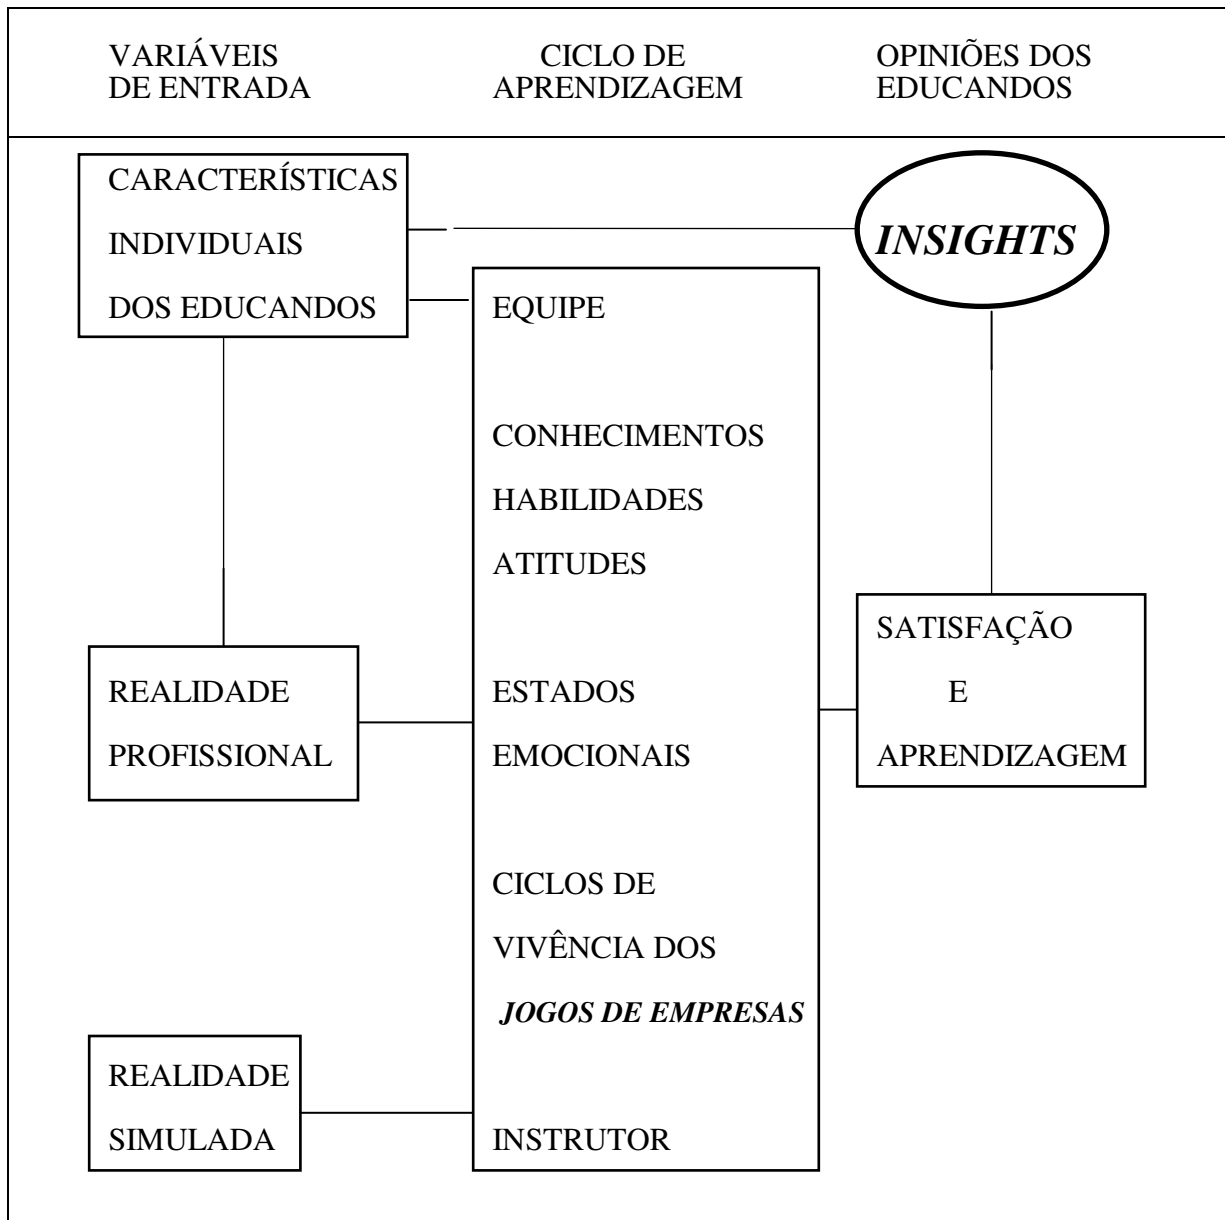 VARIÁVEIS
DE ENTRADA
CICLO DE
APRENDIZAGEM
OPINIÕES DOS
EDUCANDOS
CARACTERÍSTICAS
INDIVIDUAIS
DOS EDUCANDOS
REALIDADE
PROFISSIONAL
REALIDADE
SIMULADA
EQUIPE
CONHECIMENTOS
HABILIDADES
ATITUDES
ESTADOS
EMOCIONAIS
CICLOS DE
VIVÊNCIA DOS
JOGOS DE EMPRESAS
INSTRUTOR
INSIGHTS
SATISFAÇÃO
E
APRENDIZAGEM